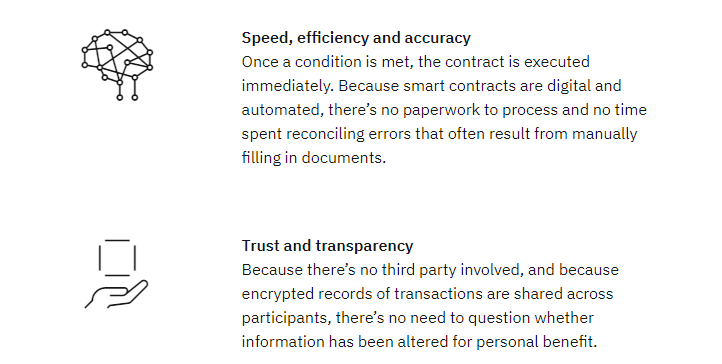 Speed, efficiency and accuracy
Once a condition is met, the contract is executed
immediately. Because smart contracts are digital and
automated, there’s no paperwork to process and no time
spent reconciling errors that often result from manually
filling in documents.
Trust and transparency
Because there’s no third party involved, and because
encrypted records of transactions are shared across
participants, there’s no need to question whether
information has been altered for personal benefit.